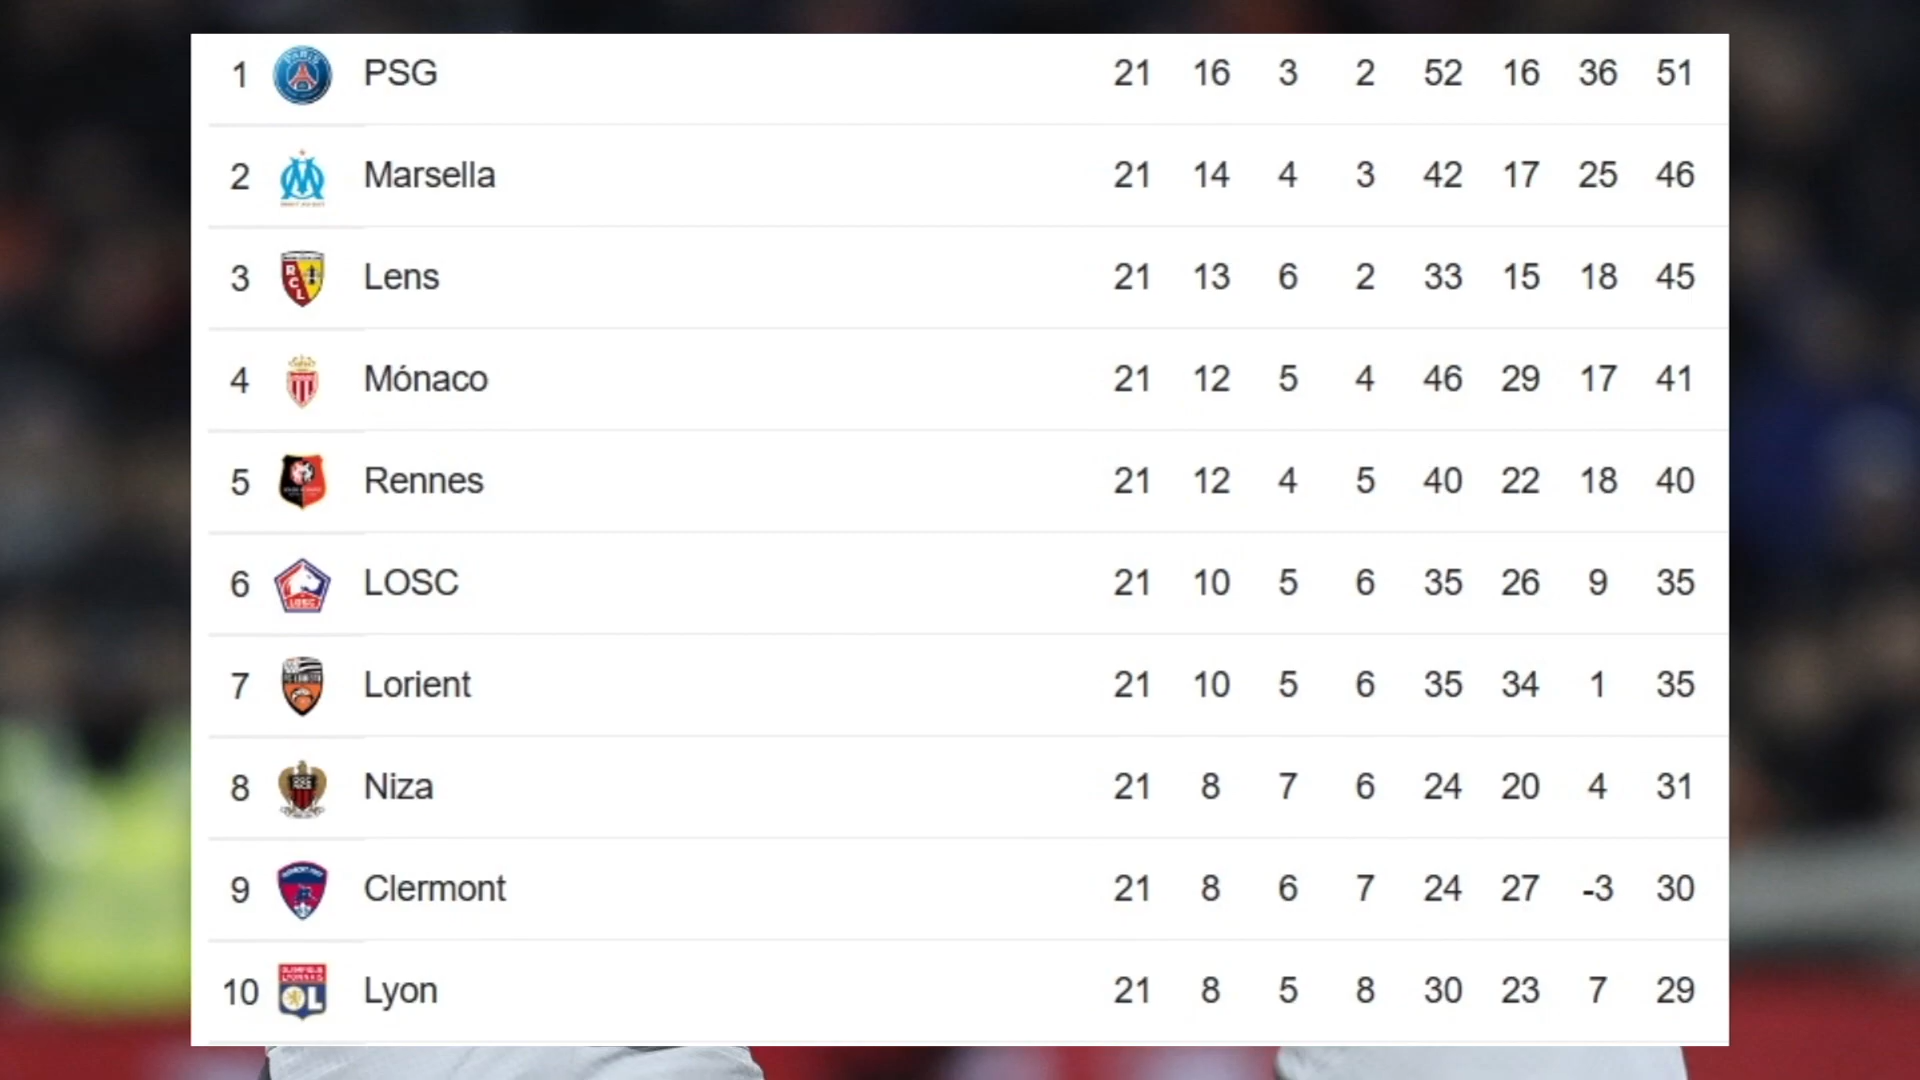 1 PSG 21 16 3 2 52 16 36 51
2 Marsella 21 14 4 3 42 17 25 46
3 RCL Lens 21 13 6 2 33 15 18 45
4 Mónaco 21 12 5 4 46 29 17 41
5 Rennes 21 12 4 5 40 22 18 40
6 LOSC LOSC 21 10 5 6 35 26 9 35
7 Lorient 21 10 5 6 35 34 1 35
8 Niza 21 8 7 6 24 20 4 31
9 Clermont 21 8 6 7 24 27 -3 30
10 OL Lyon 21 8 5 8 30 23 7 29